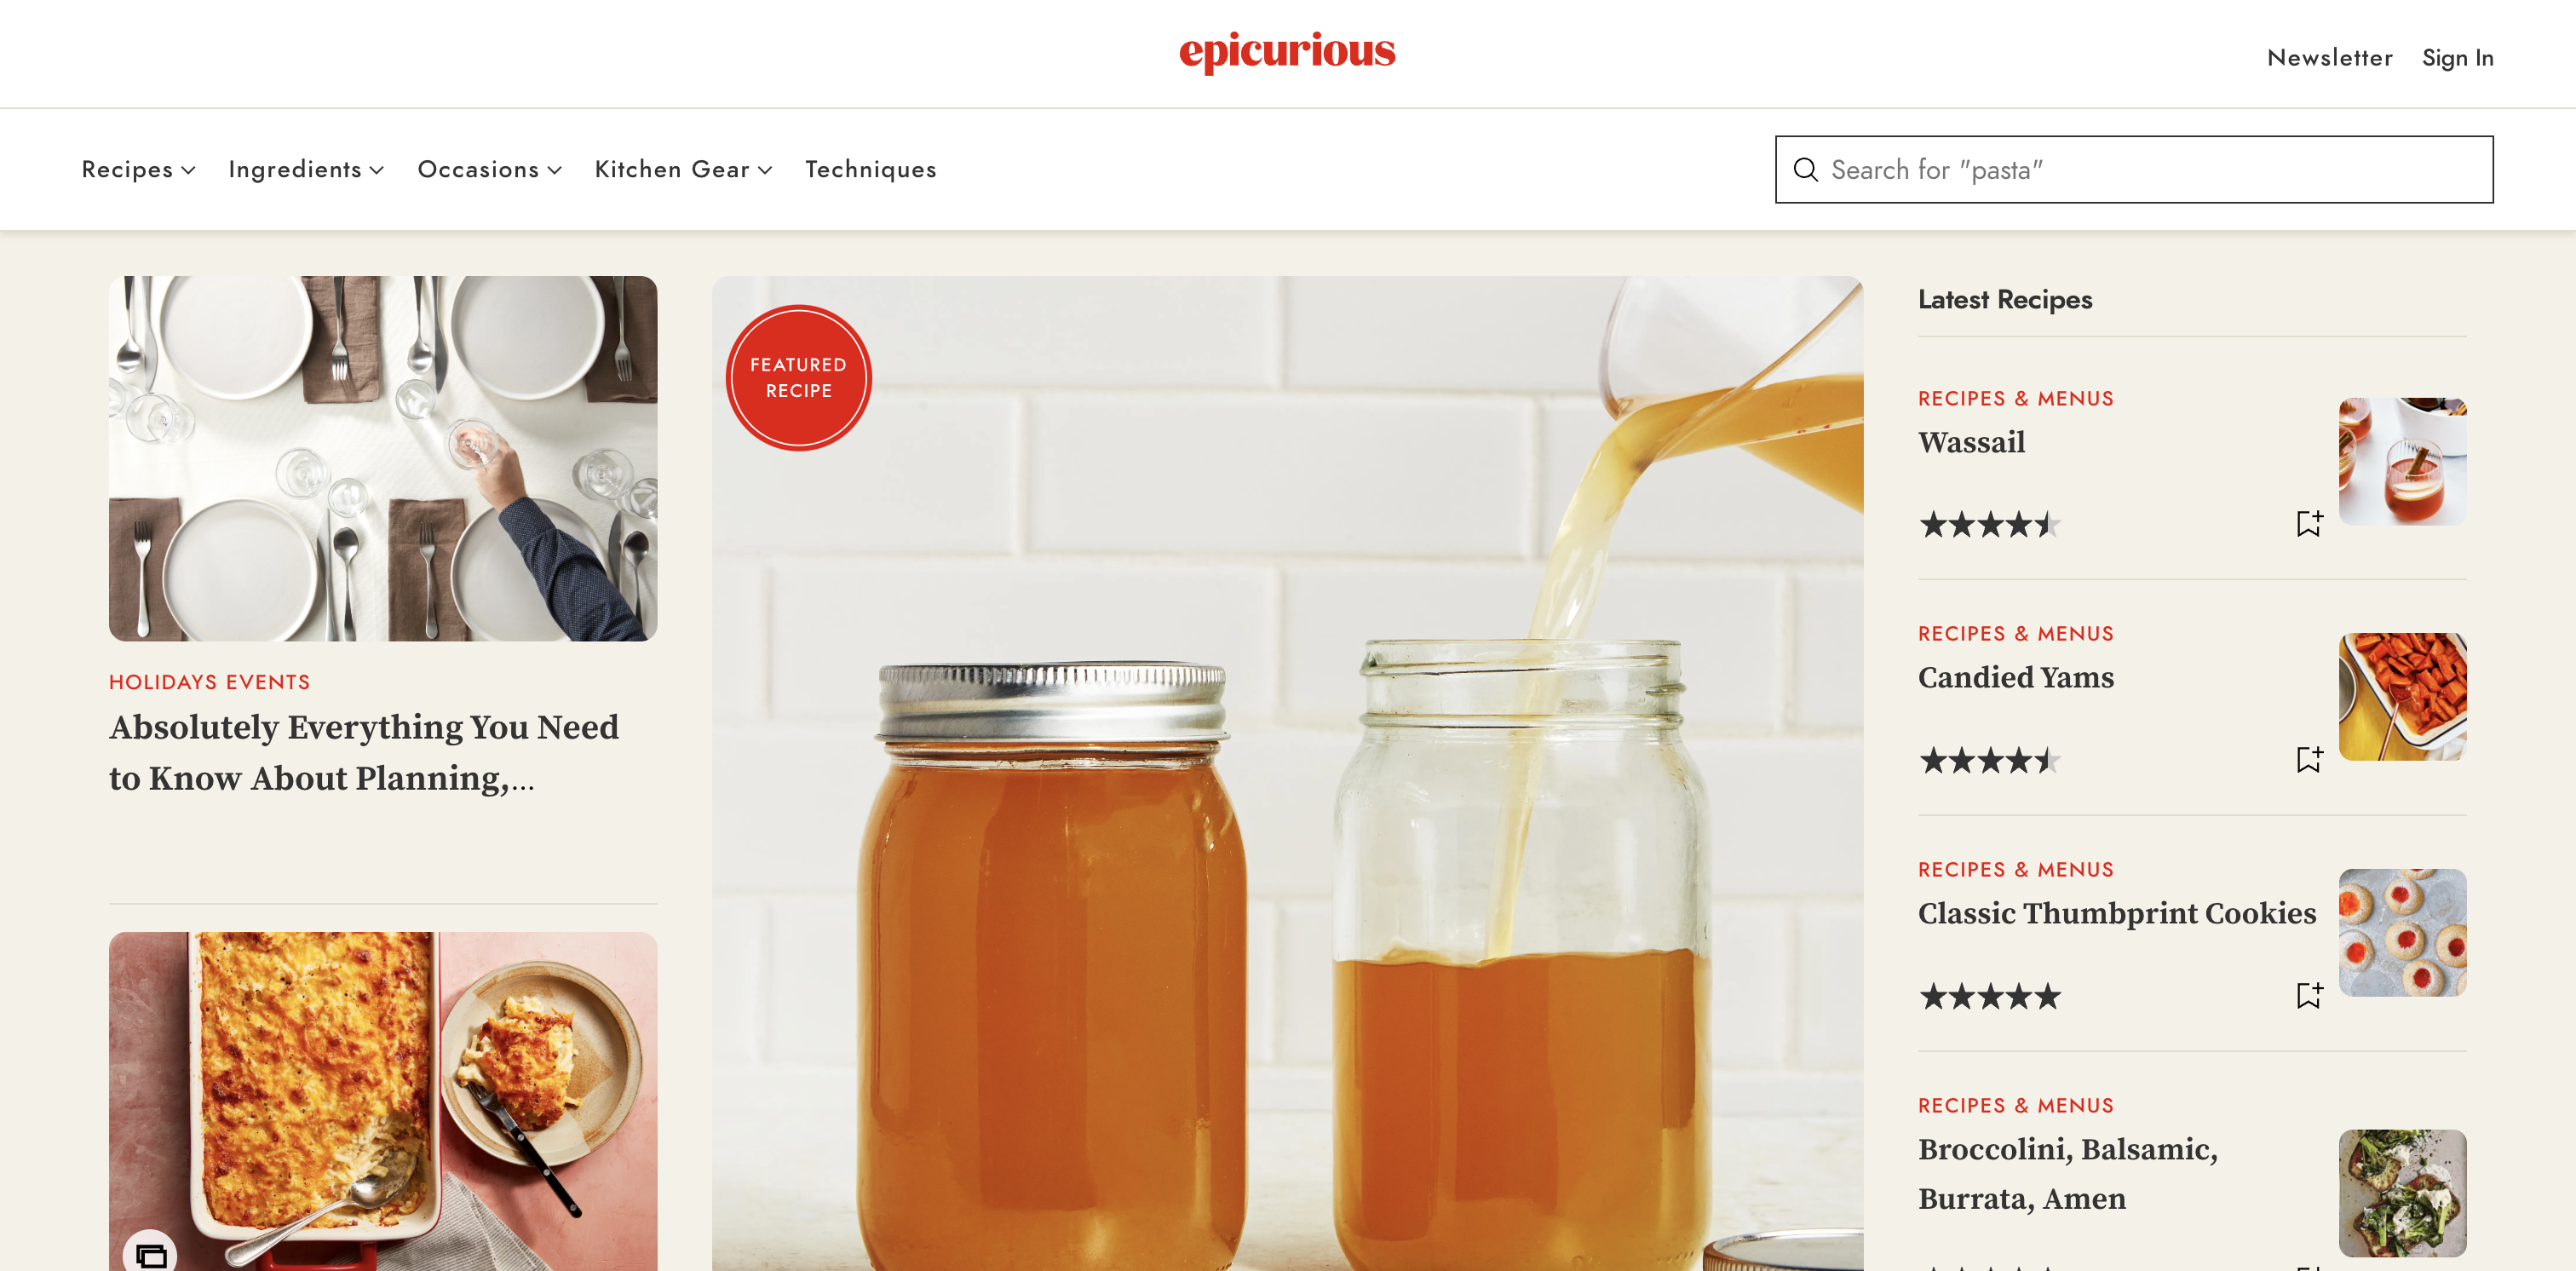 epicurious
Newsletter
Sign In
Recipes
Ingredients
Occasions
Kitchen Gear
Techniques
Search for "pasta"
HOLIDAYS EVENTS
Absolutely Everything You Need
to Know About Planning,...
FEATURED
RECIPE
Latest Recipes
RECIPES & MENUS
Wassail
RECIPES & MENUS
Candied Yams
RECIPES & MENUS
Classic Thumbprint Cookies
RECIPES & MENUS
Broccolini, Balsamic,
Burrata, Amen